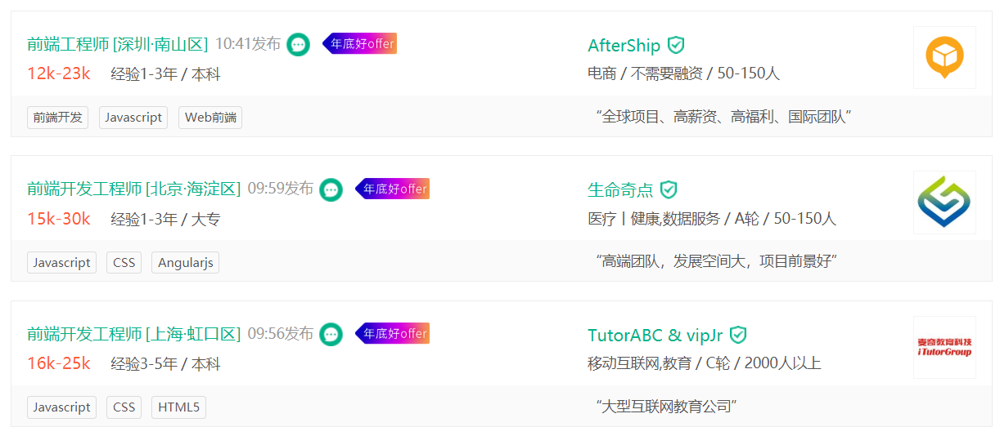 前端工程师 [深圳·南山区] 10:41发布 年底好offer
AfterShip
12k-23k 经验1-3年 / 本科
电商 / 不需要融资 / 50-150人
前端开发 Javascript Web前端
“全球项目、高薪资、高福利、国际团队”
前端开发工程师 [北京·海淀区] 09:59发布 年底好offer
生命奇点
15k-30k 经验1-3年 / 大专
医疗丨健康,数据服务 / A轮 / 50-150人
Javascript CSS Angularjs
“高端团队，发展空间大，项目前景好”
前端开发工程师 [上海·虹口区] 09:56发布 年底好offer
TutorABC & vipJr
16k-25k 经验3-5年 / 本科
移动互联网,教育 / C轮 / 2000人以上
麦奇教育科技
iTutorGroup
Javascript CSS HTML5
“大型互联网教育公司”